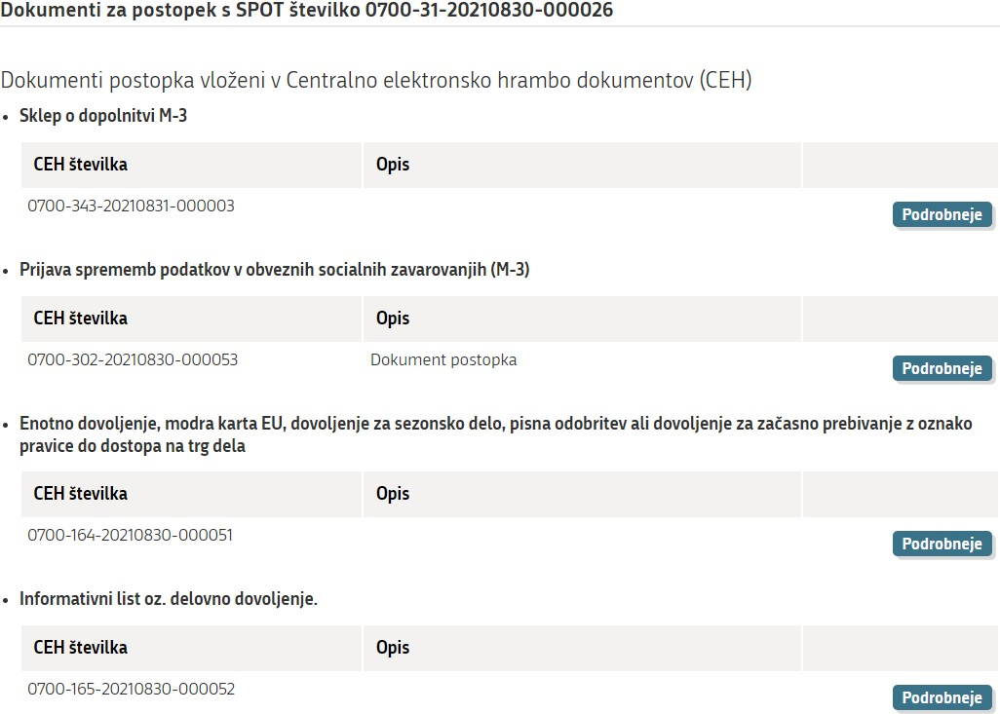 Dokumenti za postopek s SPOT številko 0700-31-20210830-000026
Dokumenti postopka vloženi v Centralno elektronsko hrambo dokumentov (CEH)
• Sklep o dopolnitvi M-3
CEH številka Opis
0700-343-20210831-000003
Podrobneje
• Prijava sprememb podatkov v obveznih socialnih zavarovanjih (M-3)
CEH številka Opis
0700-302-20210830-000053 Dokument postopka
Podrobneje
• Enotno dovoljenje, modra karta EU, dovoljenje za sezonsko delo, pisna odobritev ali dovoljenje za začasno prebivanje z oznako
pravice do dostopa na trg dela
CEH številka Opis
0700-164-20210830-000051
Podrobneje
• Informativni list oz. delovno dovoljenje.
CEH številka Opis
0700-165-20210830-000052
Podrobneje